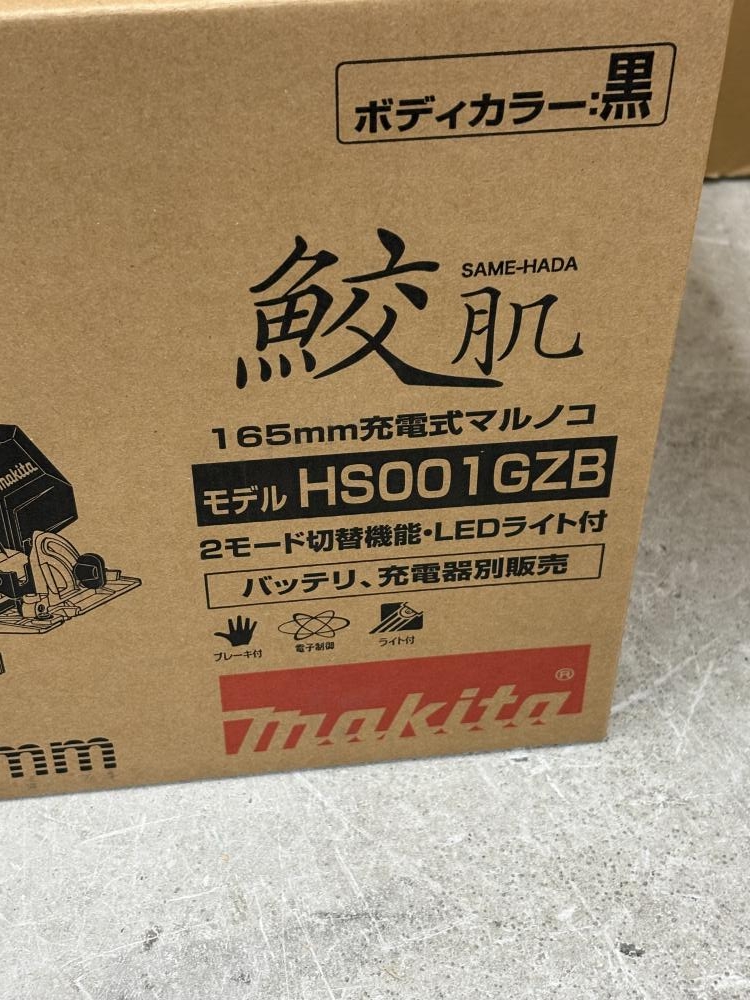 ボディカラー:黒
鮫肌
SAME-HADA
165mm充電式マルノコ
モデル HS001GZB
2モード切替機能・LEDライト付
バッテリ、充電器別販売
ブレーキ付 電子制御 ライト付
makita®
makita
mm